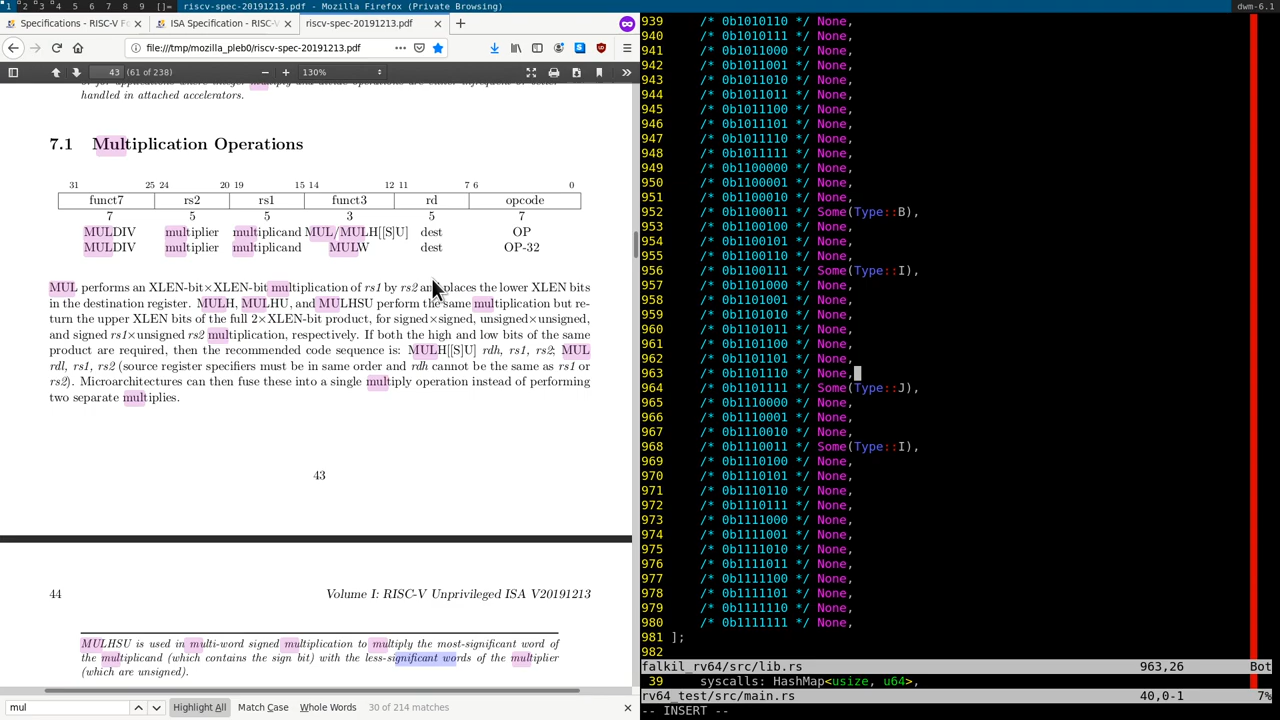 1 2 3 4 5 6 7 8 9 []= riscv-spec-20191213.pdf - Mozilla Firefox (Private Browsing) dwm-6.1
Specifications - RISC-V Fo
ISA Specification - RISC-V
riscv-spec-20191213.pdf
file:///tmp/mozilla_pleb0/riscv-spec-20191213.pdf
43 (61 of 238) 130%
handled in attached accelerators.
7.1 Multiplication Operations
31 25 24 20 19 15 14 12 11 7 6 0
funct7 rs2 rs1 funct3 rd opcode
7 5 5 3 5 7
MULDIV multiplier multiplicand MUL/MULH[[S]U] dest OP
MULDIV multiplier multiplicand MULW dest OP-32
MUL performs an XLEN-bit×XLEN-bit multiplication of rs1 by rs2 and places the lower XLEN bits
in the destination register. MULH, MULHU, and MULHSU perform the same multiplication but re-
turn the upper XLEN bits of the full 2×XLEN-bit product, for signed×signed, unsigned×unsigned,
and signed rs1×unsigned rs2 multiplication, respectively. If both the high and low bits of the same
product are required, then the recommended code sequence is: MULH[[S]U] rdh, rs1, rs2; MUL
rdl, rs1, rs2 (source register specifiers must be in same order and rdh cannot be the same as rs1 or
rs2). Microarchitectures can then fuse these into a single multiply operation instead of performing
two separate multiplies.
43
44 Volume I: RISC-V Unprivileged ISA V20191213
MULHSU is used in multi-word signed multiplication to multiply the most-significant word of
the multiplicand (which contains the sign bit) with the less-significant words of the multiplier
(which are unsigned).
mul
Highlight All Match Case Whole Words 30 of 214 matches
939 /* 0b1010110 */ None,
940 /* 0b1010111 */ None,
941 /* 0b1011000 */ None,
942 /* 0b1011001 */ None,
943 /* 0b1011010 */ None,
944 /* 0b1011011 */ None,
945 /* 0b1011100 */ None,
946 /* 0b1011101 */ None,
947 /* 0b1011110 */ None,
948 /* 0b1011111 */ None,
949 /* 0b1100000 */ None,
950 /* 0b1100001 */ None,
951 /* 0b1100010 */ None,
952 /* 0b1100011 */ Some(Type::B),
953 /* 0b1100100 */ None,
954 /* 0b1100101 */ None,
955 /* 0b1100110 */ None,
956 /* 0b1100111 */ Some(Type::I),
957 /* 0b1101000 */ None,
958 /* 0b1101001 */ None,
959 /* 0b1101010 */ None,
960 /* 0b1101011 */ None,
961 /* 0b1101100 */ None,
962 /* 0b1101101 */ None,
963 /* 0b1101110 */ None,
964 /* 0b1101111 */ Some(Type::J),
965 /* 0b1110000 */ None,
966 /* 0b1110001 */ None,
967 /* 0b1110010 */ None,
968 /* 0b1110011 */ Some(Type::I),
969 /* 0b1110100 */ None,
970 /* 0b1110101 */ None,
971 /* 0b1110110 */ None,
972 /* 0b1110111 */ None,
973 /* 0b1111000 */ None,
974 /* 0b1111001 */ None,
975 /* 0b1111010 */ None,
976 /* 0b1111011 */ None,
977 /* 0b1111100 */ None,
978 /* 0b1111101 */ None,
979 /* 0b1111110 */ None,
980 /* 0b1111111 */ None,
981 ];
982
falkil_rv64/src/lib.rs 963,26 Bot
39 syscalls: HashMap<usize, u64>,
rv64_test/src/main.rs 40,0-1 7%
-- INSERT --